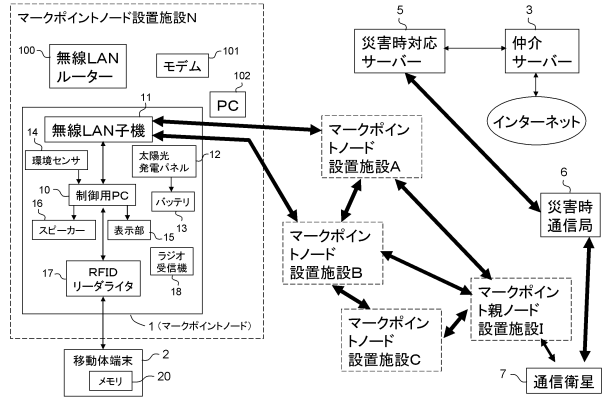 マークポイントノード設置施設N
100
無線LAN
ルーター
モデム
101
102
PC
11
無線LAN子機
14
環境センサ
太陽光
発電パネル
12
10
制御用PC
バッテリ
13
16
スピーカー
表示部
15
17
RFID
リーダライタ
ラジオ
受信機
18
1(マークポイントノード)
移動体端末
2
メモリ
20
マークポイン
トノード
設置施設A
マークポイン
トノード
設置施設B
マークポイン
トノード
設置施設C
マークポイン
ト親ノード
設置施設I
5
災害時対応
サーバー
3
仲介
サーバー
インターネット
6
災害時
通信局
7
通信衛星